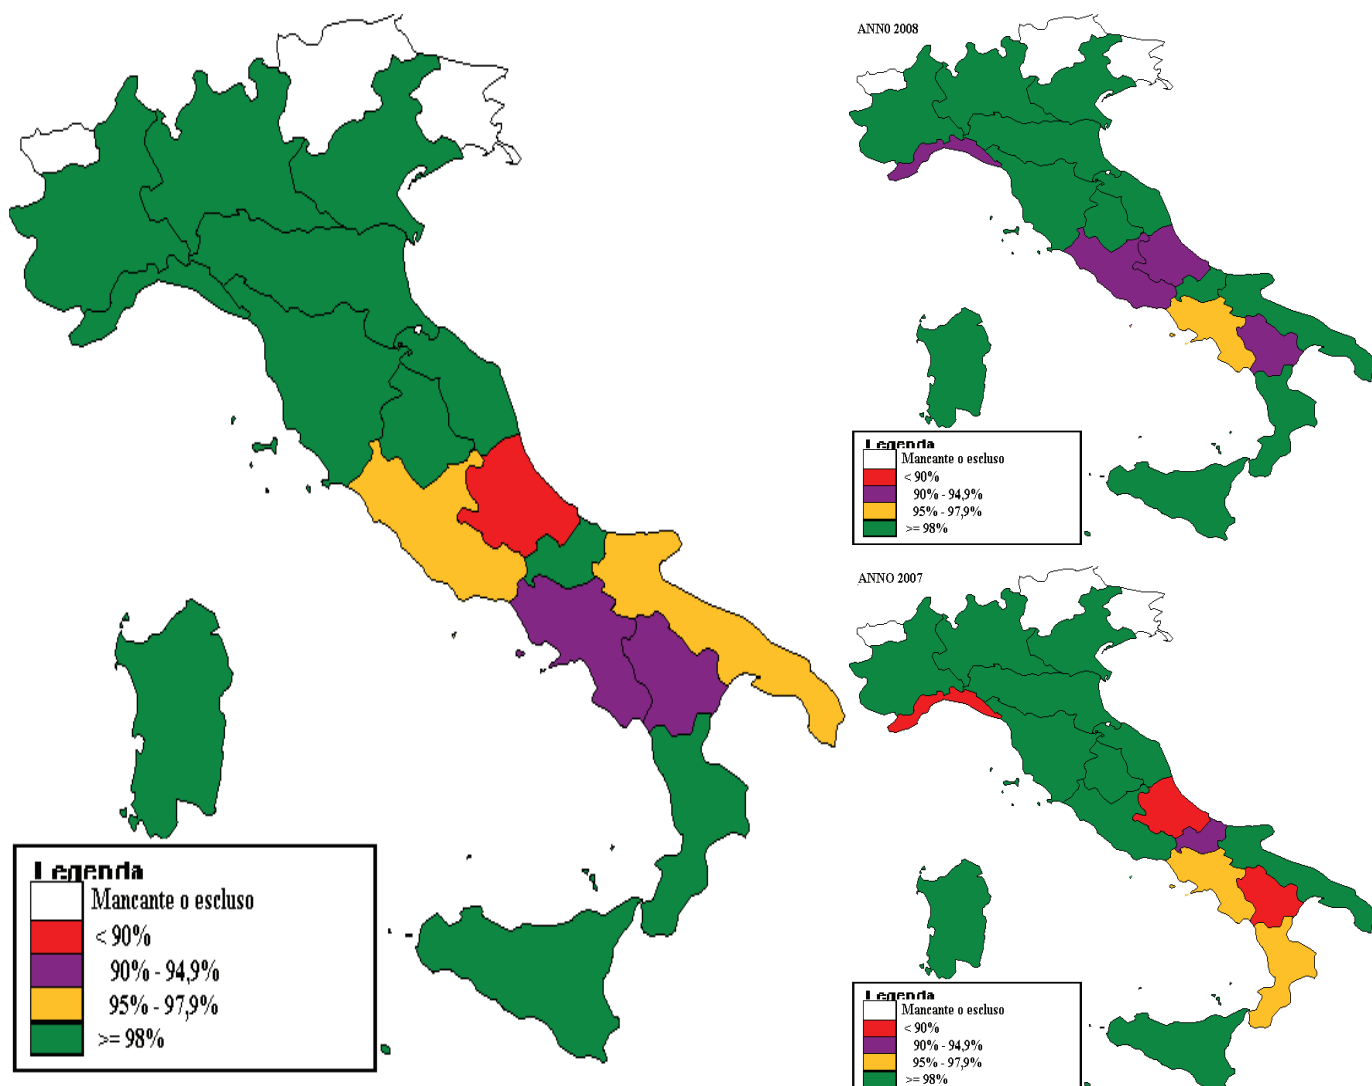 Legenda
Mancante o escluso
< 90%
90% - 94,9%
95% - 97,9%
>= 98%
ANN0 2008
Legenda
Mancante o escluso
< 90%
90% - 94,9%
95% - 97,9%
>= 98%
ANNO 2007
Legenda
Mancante o escluso
< 90%
90% - 94,9%
95% - 97,9%
>= 98%